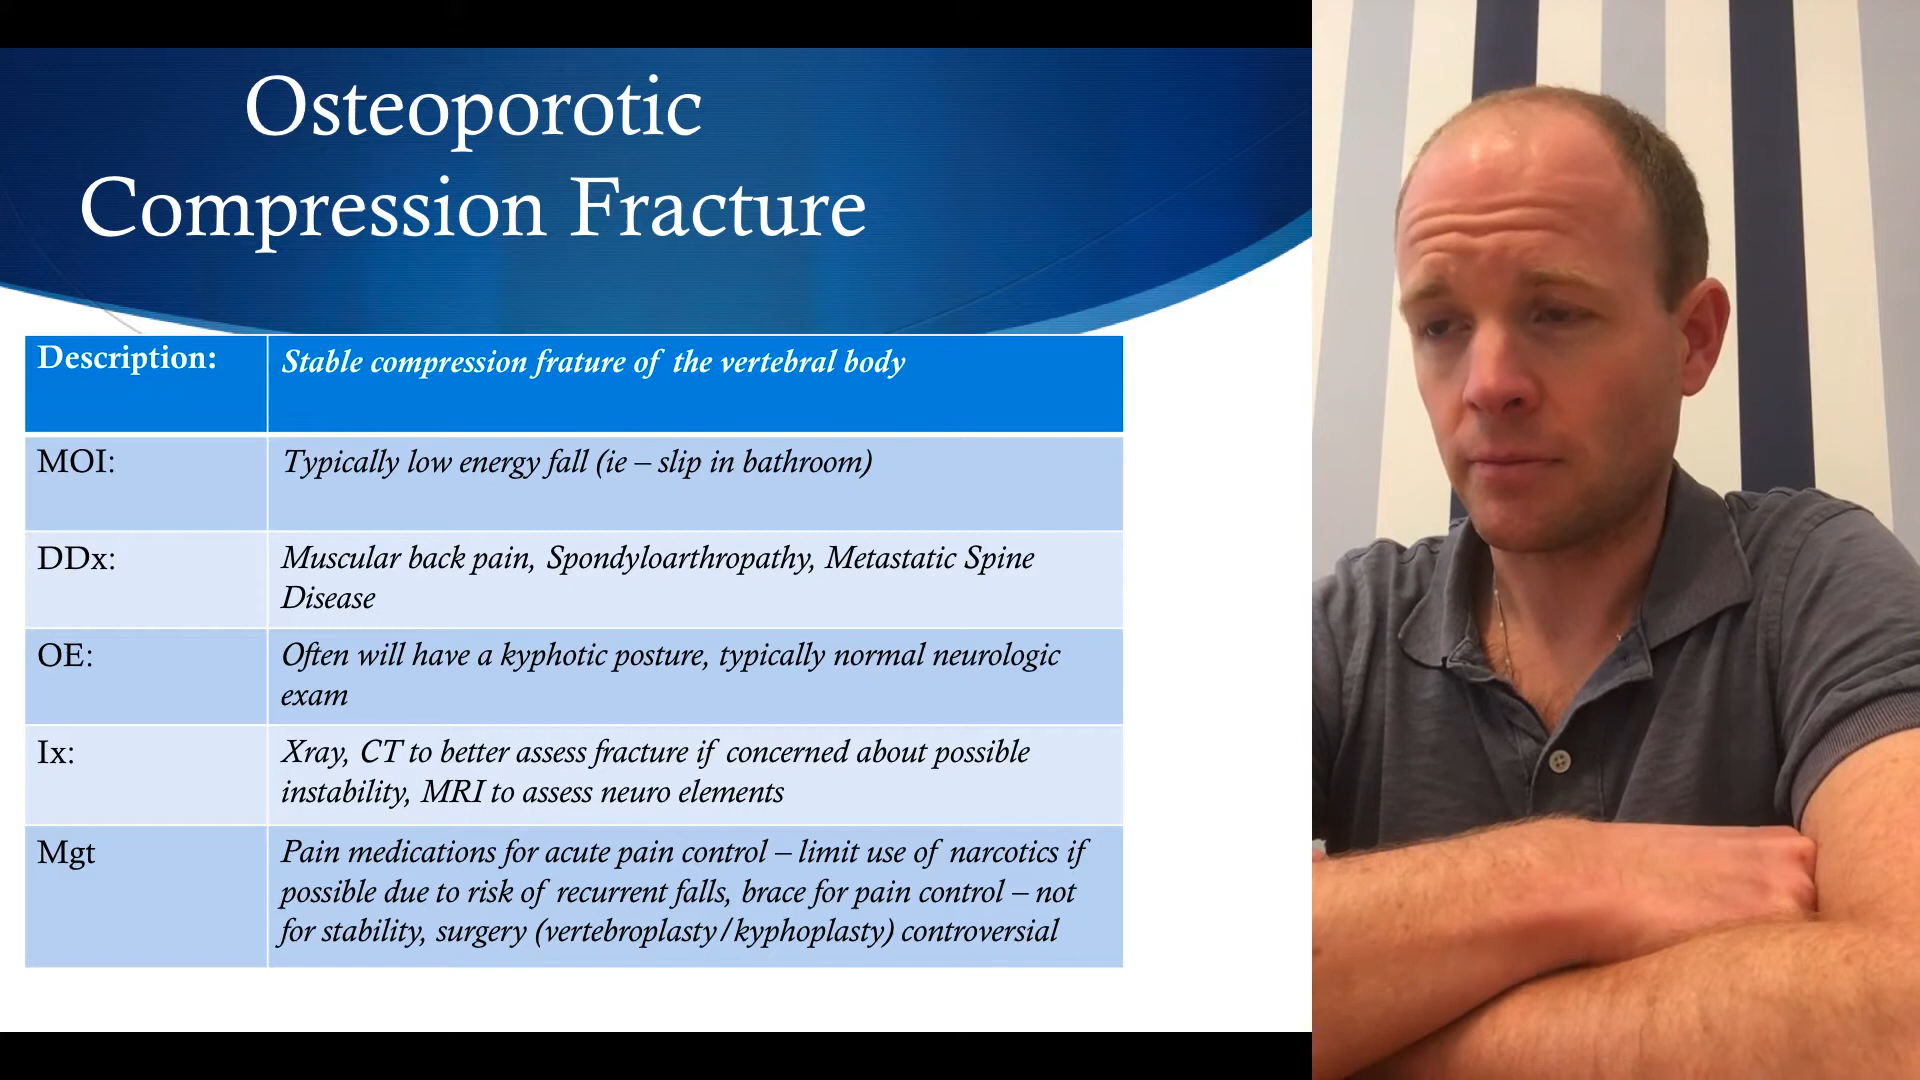 Osteoporotic
Compression Fracture
Description:
Stable compression frature of the vertebral body
MOI:
Typically low energy fall (ie – slip in bathroom)
DDx:
Muscular back pain, Spondyloarthropathy, Metastatic Spine
Disease
OE:
Often will have a kyphotic posture, typically normal neurologic
exam
Ix:
Xray, CT to better assess fracture if concerned about possible
instability, MRI to assess neuro elements
Mgt
Pain medications for acute pain control – limit use of narcotics if
possible due to risk of recurrent falls, brace for pain control – not
for stability, surgery (vertebroplasty/kyphoplasty) controversial